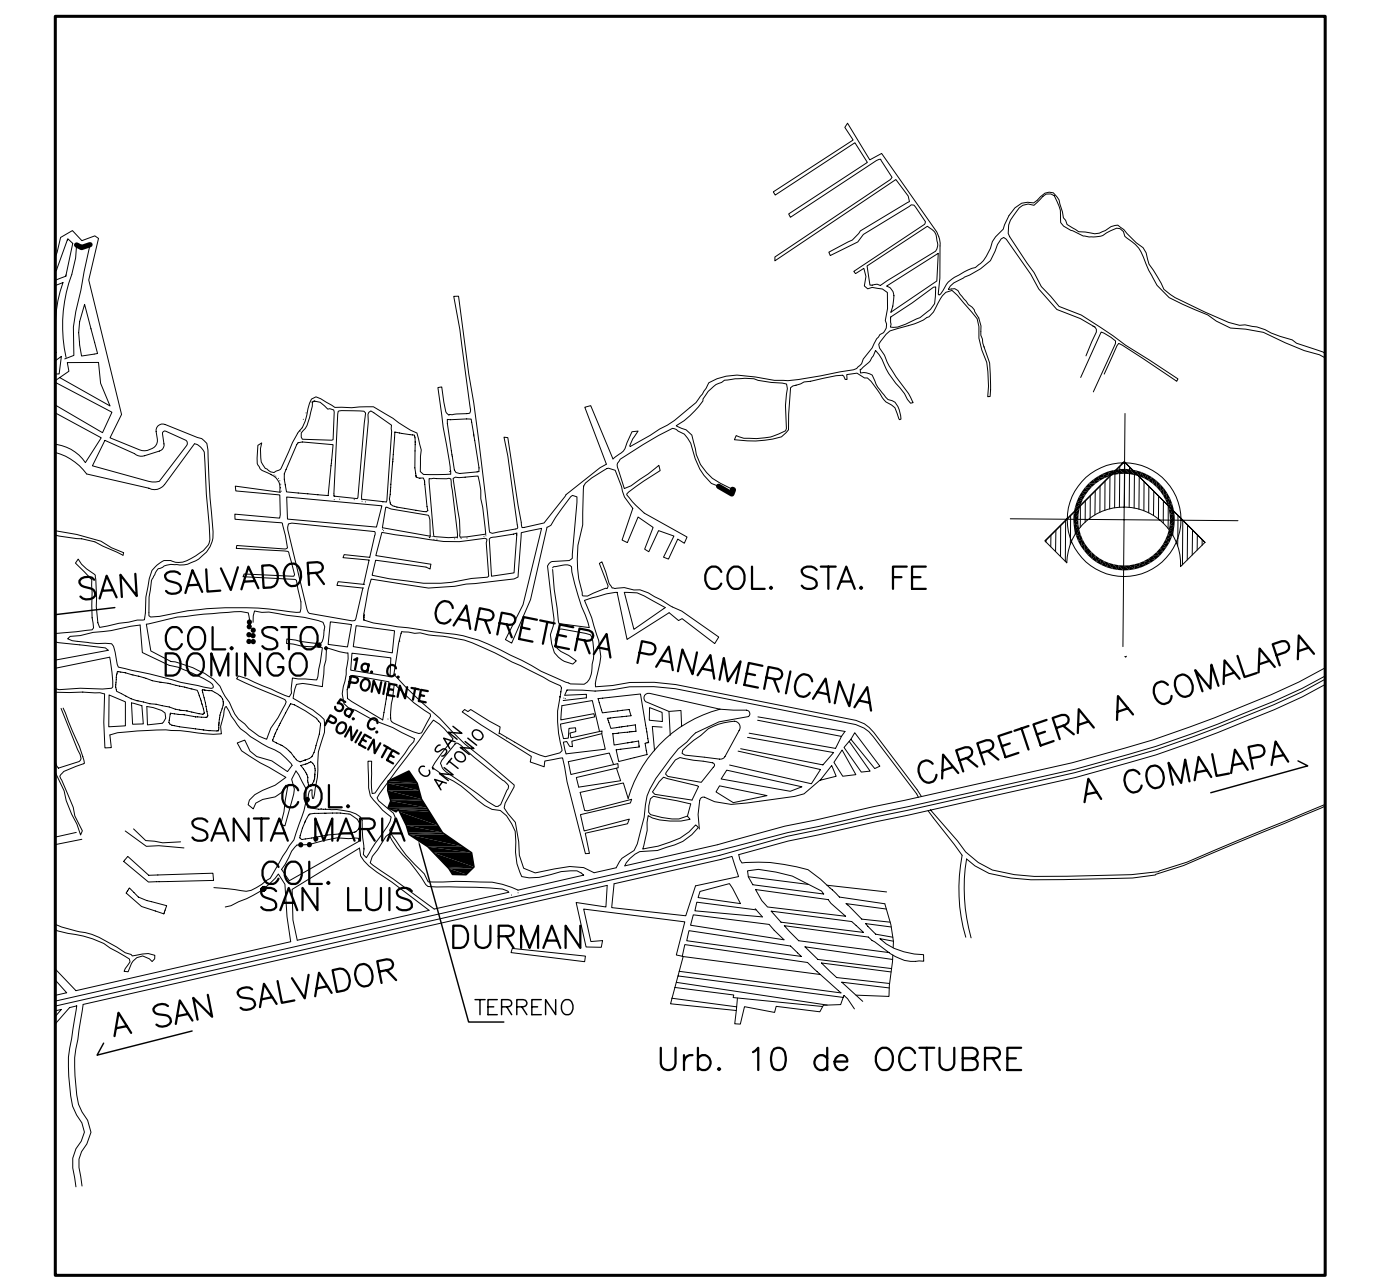 COL. STA. FE
SAN SALVADOR
CARRETERA PANAMERICANA
COL. STO.
DOMINGO
1a. C.
PONIENTE
5a. C.
PONIENTE
C. SAN
ANTONIO
CARRETERA A COMALAPA
A COMALAPA
COL.
SANTA MARIA
COL.
SAN LUIS
DURMAN
A SAN SALVADOR
TERRENO
Urb. 10 de OCTUBRE